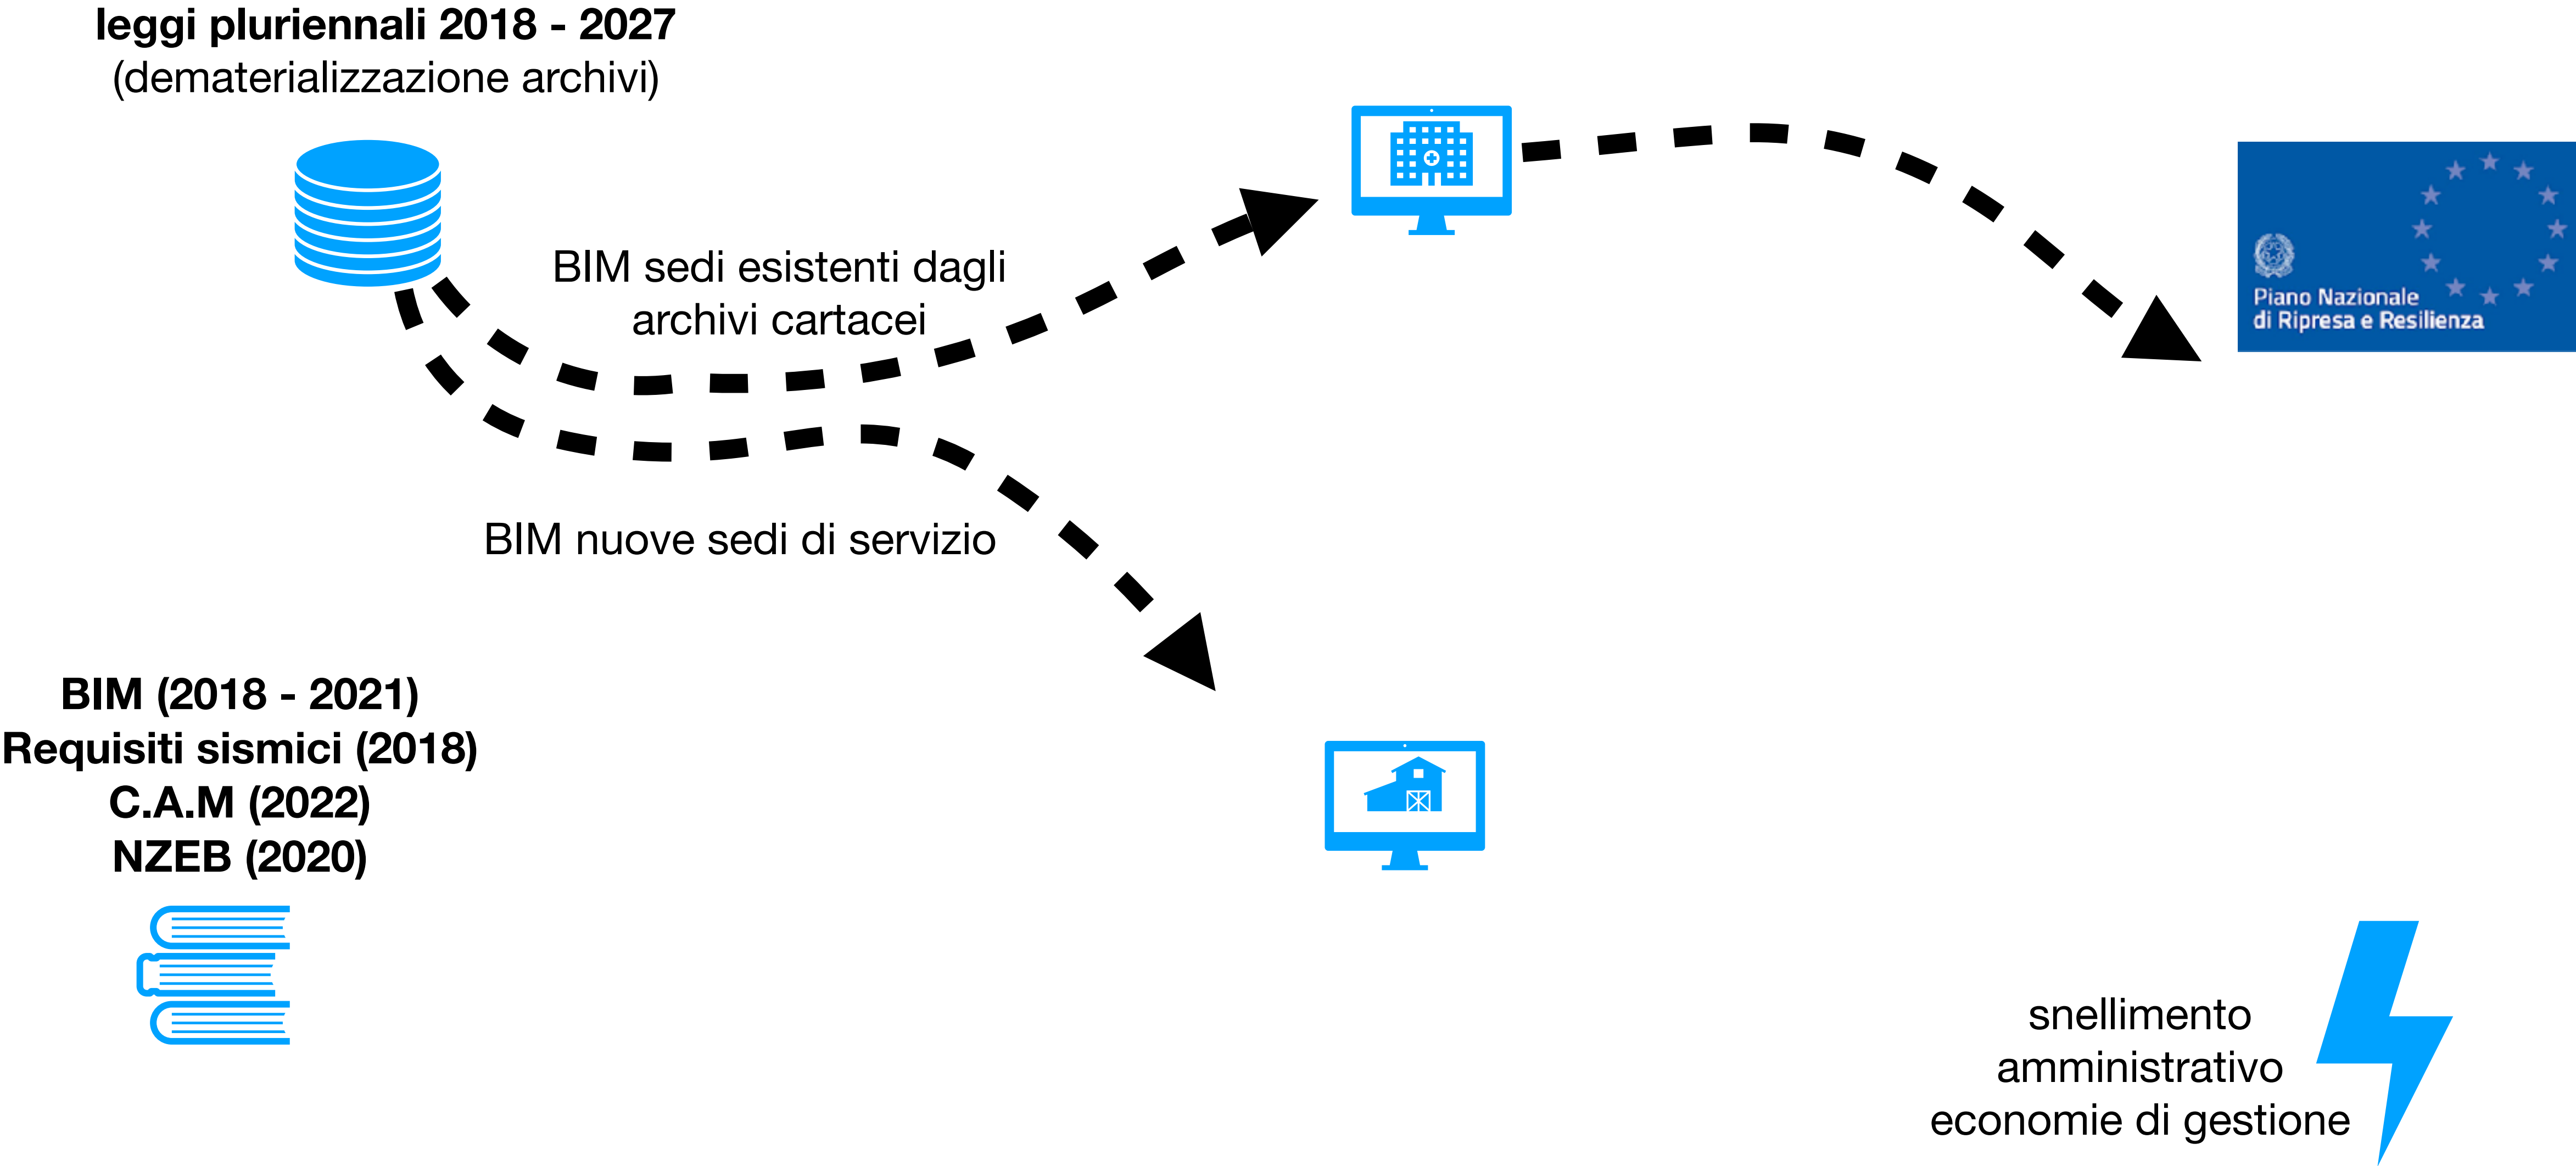 leggi pluriennali 2018 - 2027
(dematerializzazione archivi)
BIM sedi esistenti dagli
archivi cartacei
Piano Nazionale
di Ripresa e Resilienza
BIM nuove sedi di servizio
BIM (2018 - 2021)
Requisiti sismici (2018)
C.A.M (2022)
NZEB (2020)
snellimento
amministrativo
economie di gestione